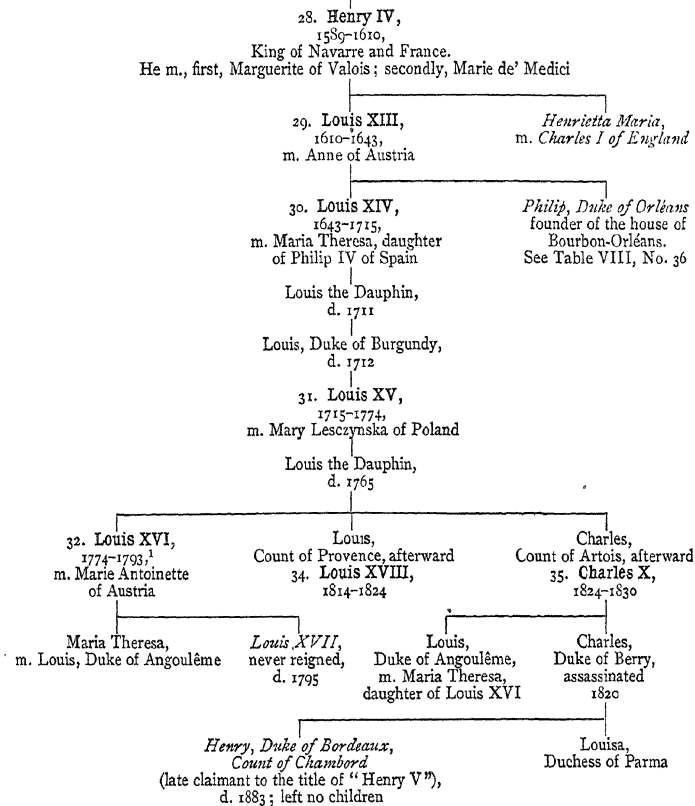 28. Henry IV,
1589–1610,
King of Navarre and France.
He m., first, Marguerite of Valois; secondly, Marie de' Medici
29. Louis XIII,
1610–1643,
m. Anne of Austria
Henrietta Maria,
m. Charles I of England
30. Louis XIV,
1643–1715,
m. Maria Theresa, daughter
of Philip IV of Spain
Philip, Duke of Orléans
founder of the house of
Bourbon-Orléans.
See Table VIII, No. 36
Louis the Dauphin,
d. 1711
Louis, Duke of Burgundy,
d. 1712
31. Louis XV,
1715–1774,
m. Mary Lesczynska of Poland
Louis the Dauphin,
d. 1765
32. Louis XVI,
1774–1793,¹
m. Marie Antoinette
of Austria
Louis,
Count of Provence, afterward
34. Louis XVIII,
1814–1824
Charles,
Count of Artois, afterward
35. Charles X,
1824–1830
Maria Theresa,
m. Louis, Duke of Angoulême
Louis XVII,
never reigned,
d. 1795
Louis,
Duke of Angoulême,
m. Maria Theresa,
daughter of Louis XVI
Charles,
Duke of Berry,
assassinated
1820
Henry, Duke of Bordeaux,
Count of Chambord
(late claimant to the title of "Henry V"),
d. 1883; left no children
Louisa,
Duchess of Parma